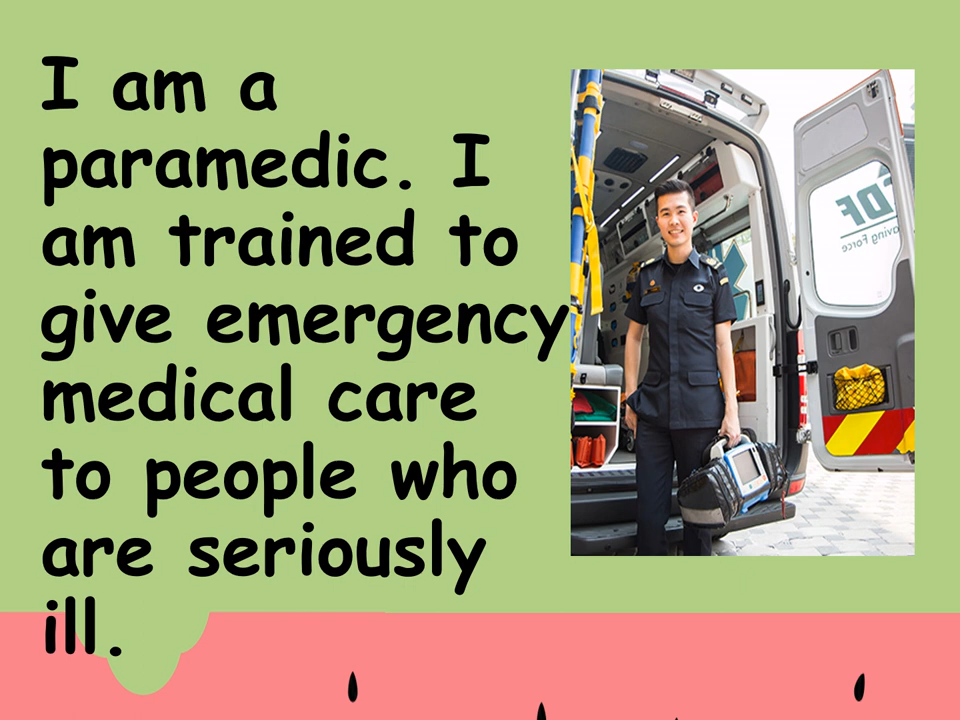 I am a
paramedic. I
am trained to
give emergency
medical care
to people who
are seriously
ill.